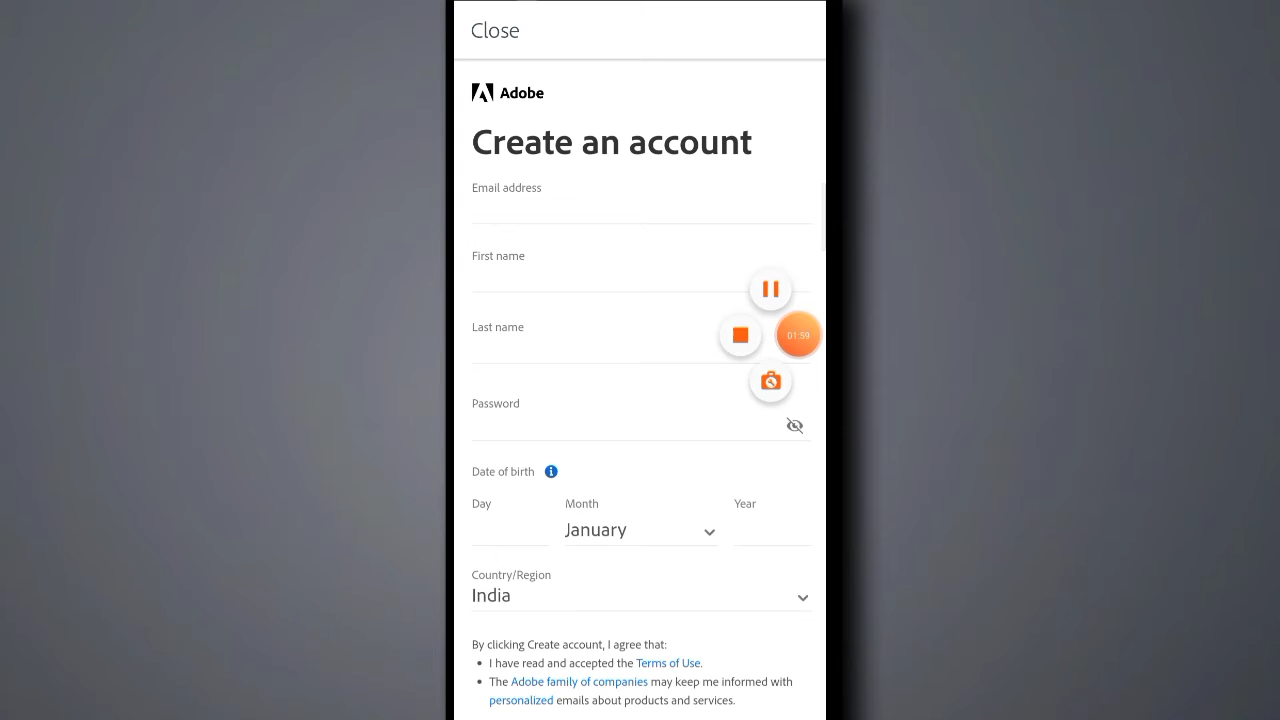 Close
Adobe
Create an account
Email address
First name
Last name
01:59
Password
Date of birth
Day Month Year
January
Country/Region
India
By clicking Create account, I agree that:
• I have read and accepted the Terms of Use.
• The Adobe family of companies may keep me informed with
personalized emails about products and services.